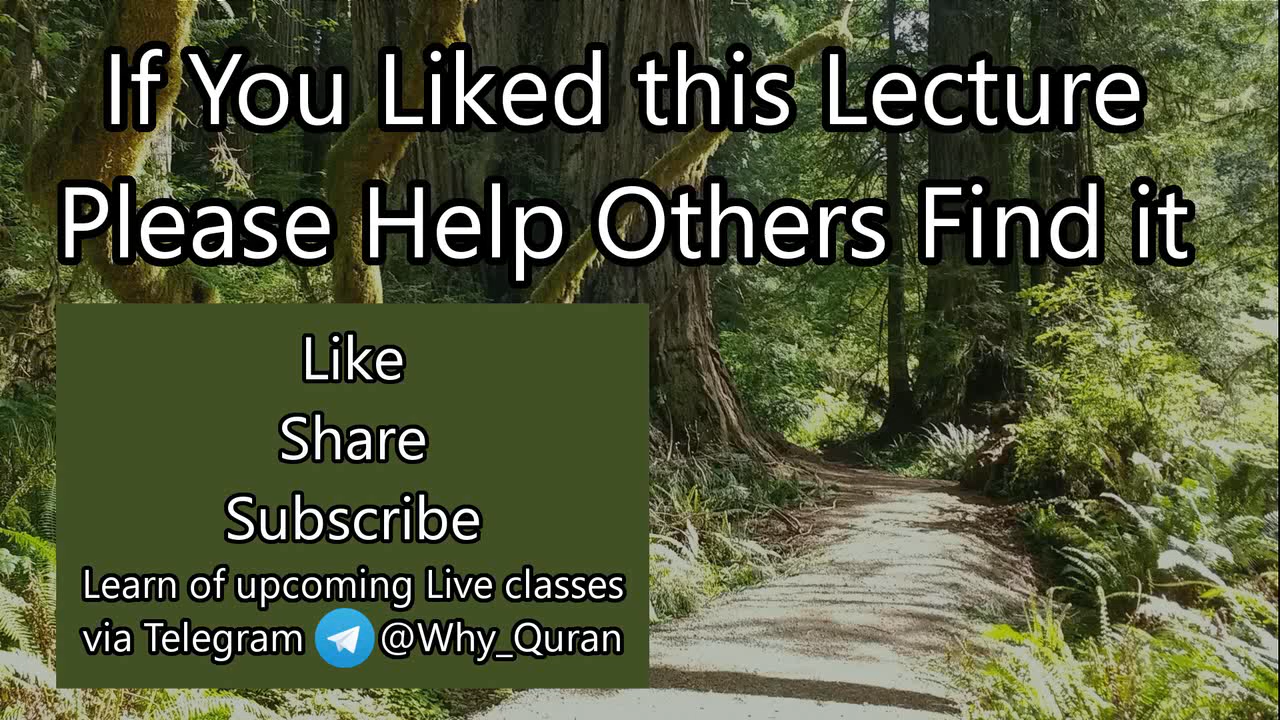 If You Liked this Lecture
Please Help Others Find it
Like
Share
Subscribe
Learn of upcoming Live classes
via Telegram @Why_Quran